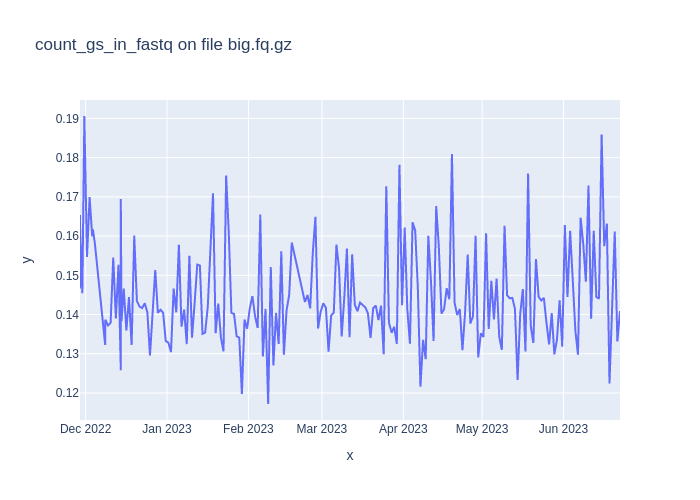 count_gs_in_fastq on file big.fq.gz
0.19
0.18
0.17
0.16
0.15
0.14
0.13
0.12
y
Dec 2022 Jan 2023 Feb 2023 Mar 2023 Apr 2023 May 2023 Jun 2023
x